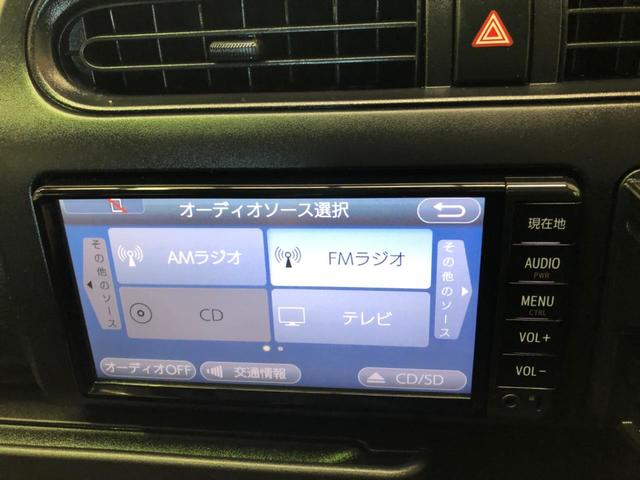 オーディオソース選択
その他のソース
AMラジオ
FMラジオ
その他のソース
CD
テレビ
オーディオOFF
交通情報
CD/SD
現在地
AUDIO
PWR
MENU
CTRL
VOL+
VOL-